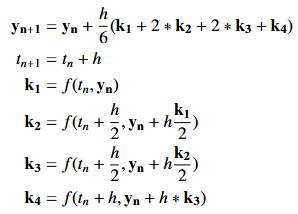 yₙ₊₁ = yₙ + h/6 (k₁ + 2 ∗ k₂ + 2 ∗ k₃ + k₄)
tₙ₊₁ = tₙ + h
k₁ = f(tₙ, yₙ)
k₂ = f(tₙ + h/2, yₙ + h k₁/2)
k₃ = f(tₙ + h/2, yₙ + h k₂/2)
k₄ = f(tₙ + h, yₙ + h ∗ k₃)